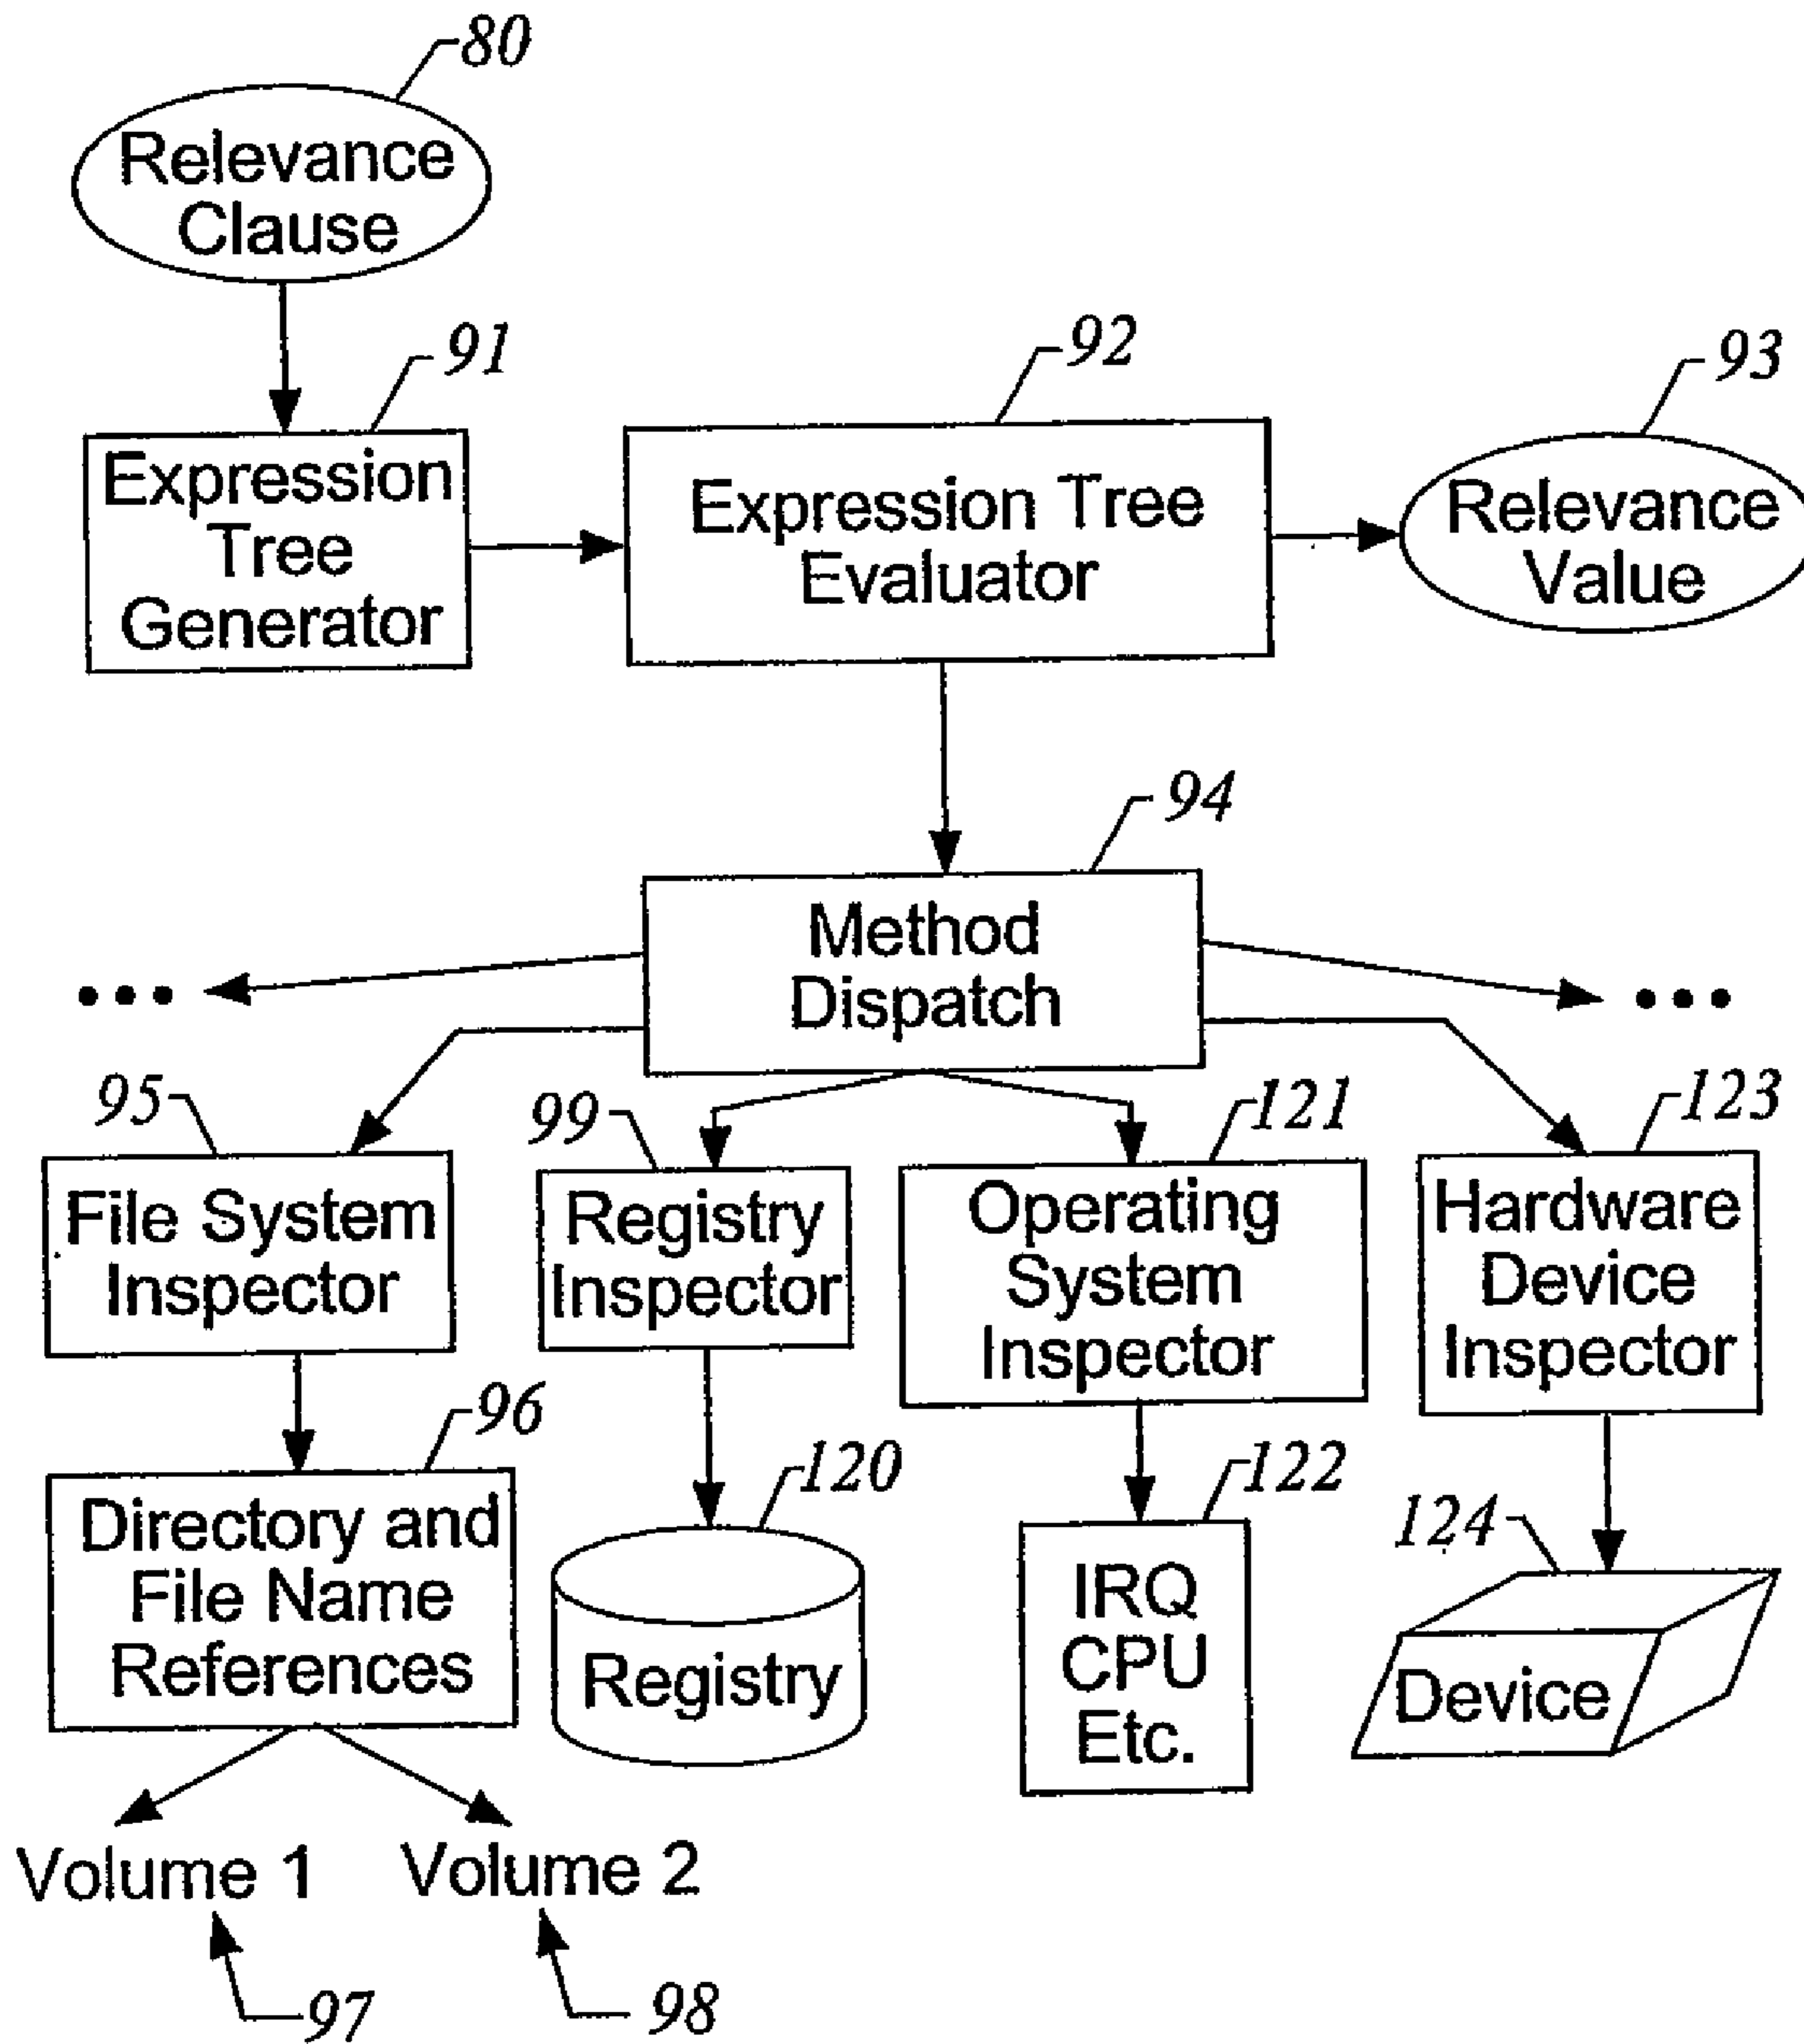 80
Relevance
Clause
91
92
93
Expression
Tree
Generator
Expression Tree
Evaluator
Relevance
Value
94
Method
Dispatch
•••
•••
95
99
121
123
File System
Inspector
Registry
Inspector
Operating
System
Inspector
Hardware
Device
Inspector
96
120
122
124
Directory and
File Name
References
Registry
IRQ
CPU
Etc.
Device
Volume 1
Volume 2
97
98